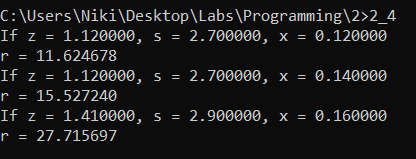 C:\Users\Niki\Desktop\Labs\Programming\2>2_4
If z = 1.120000, s = 2.700000, x = 0.120000
r = 11.624678
If z = 1.120000, s = 2.700000, x = 0.140000
r = 15.527240
If z = 1.410000, s = 2.900000, x = 0.160000
r = 27.715697